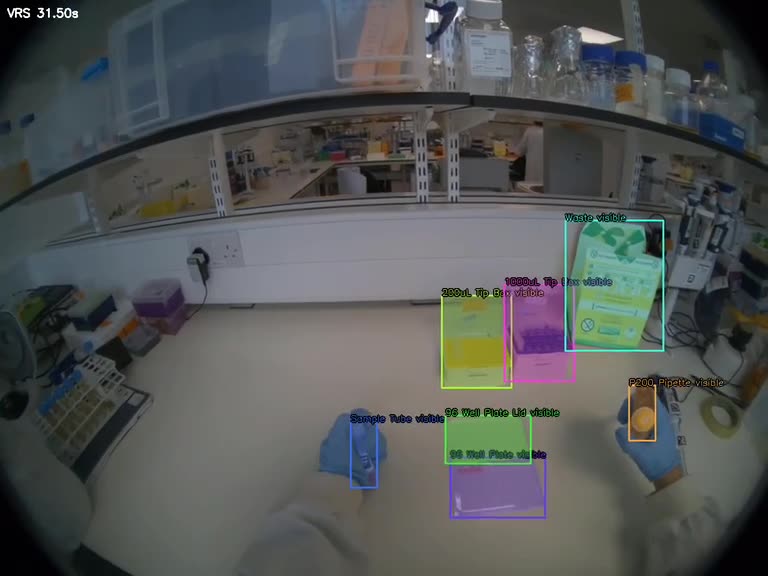 VRS 31.50s
Waste visible
1000uL Tip Box visible
200uL Tip Box visible
P200 Pipette visible
96 Well Plate Lid visible
Sample Tube visible
96 Well Plate visible